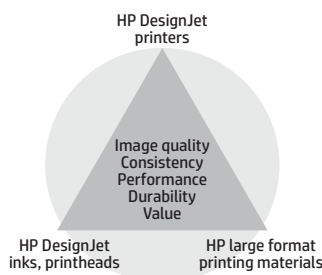 HP DesignJet
printers
Image quality
Consistency
Performance
Durability
Value
HP DesignJet
inks, printheads
HP large format
printing materials